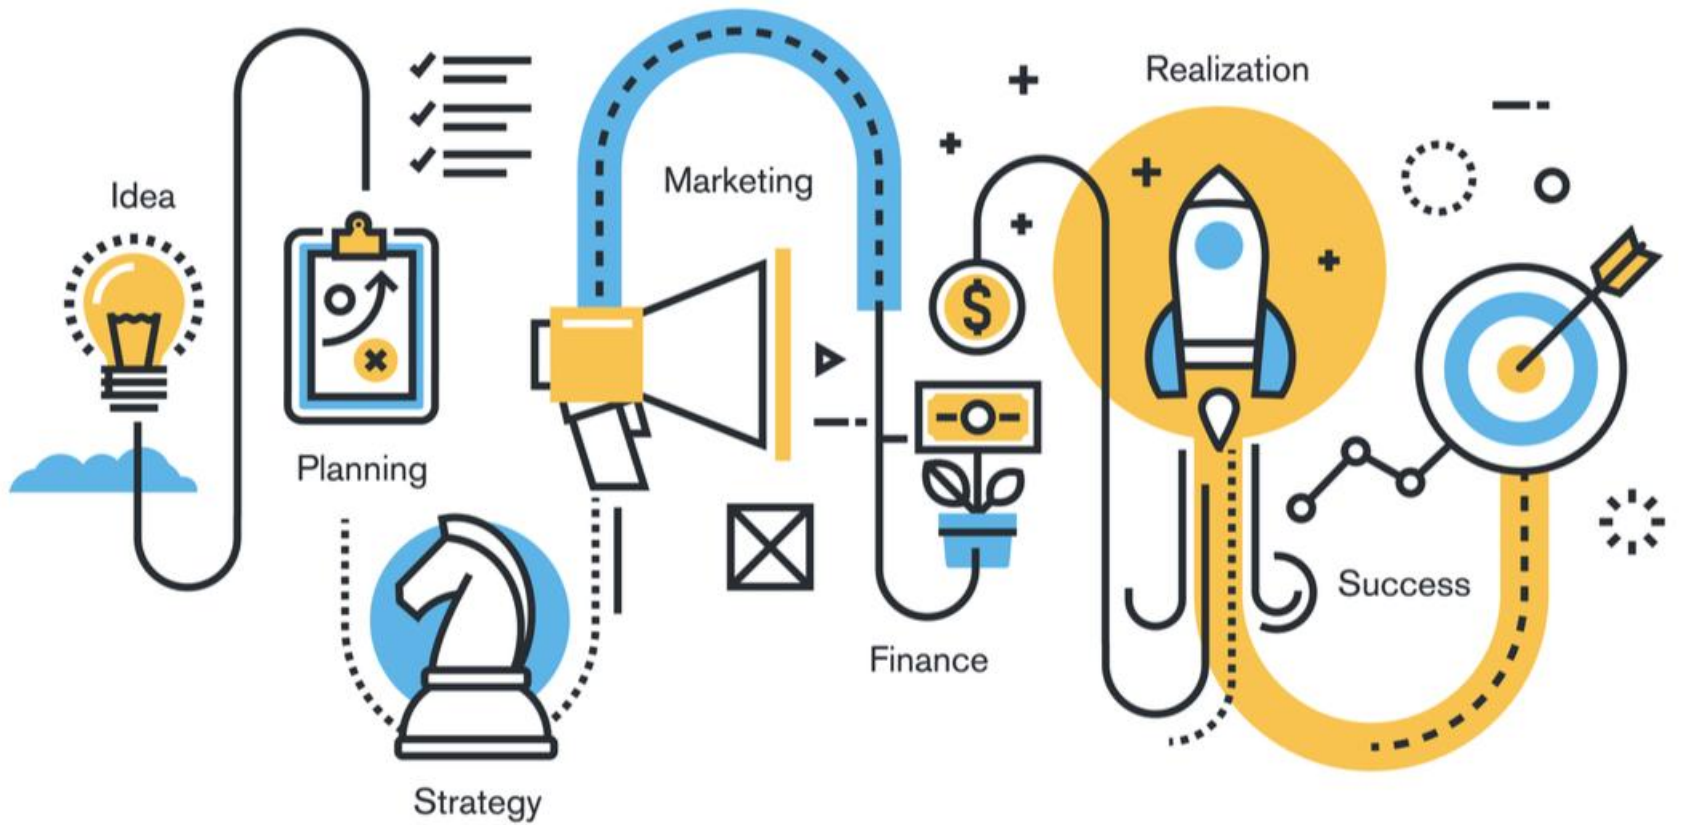 Idea
Planning
Strategy
Marketing
$
Finance
Realization
Success